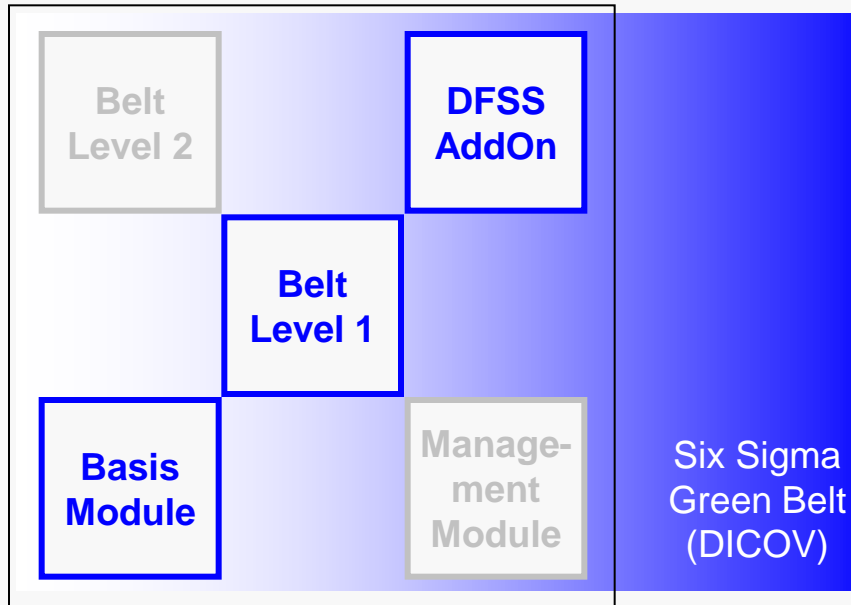 Belt
Level 2
DFSS
AddOn
Belt
Level 1
Basis
Module
Manage-
ment
Module
Six Sigma
Green Belt
(DICOV)